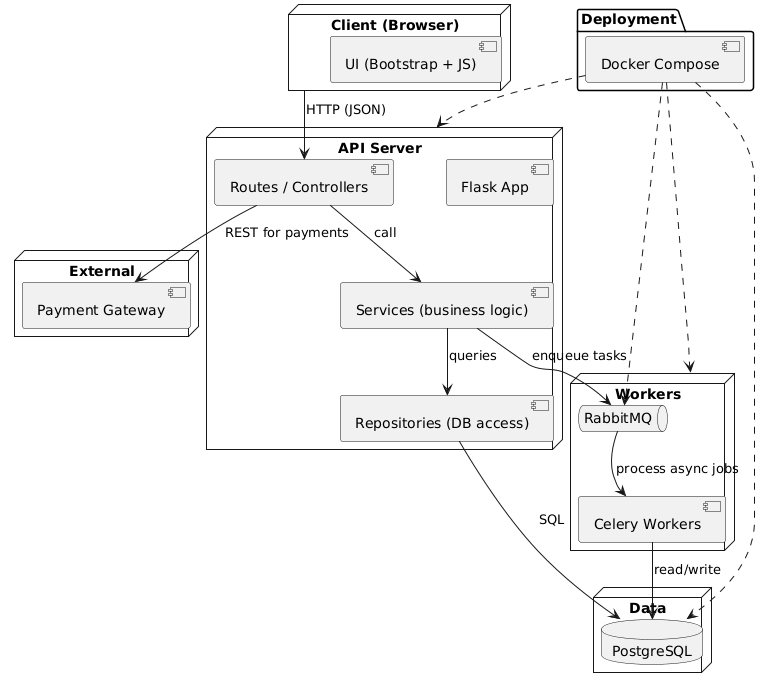 Deployment
Client (Browser)
UI (Bootstrap + JS)
Docker Compose
HTTP (JSON)
API Server
Routes / Controllers
Flask App
REST for payments
call
External
Payment Gateway
Services (business logic)
queries
enqueue tasks
Workers
RabbitMQ
Repositories (DB access)
process async jobs
SQL
Celery Workers
read/write
Data
PostgreSQL